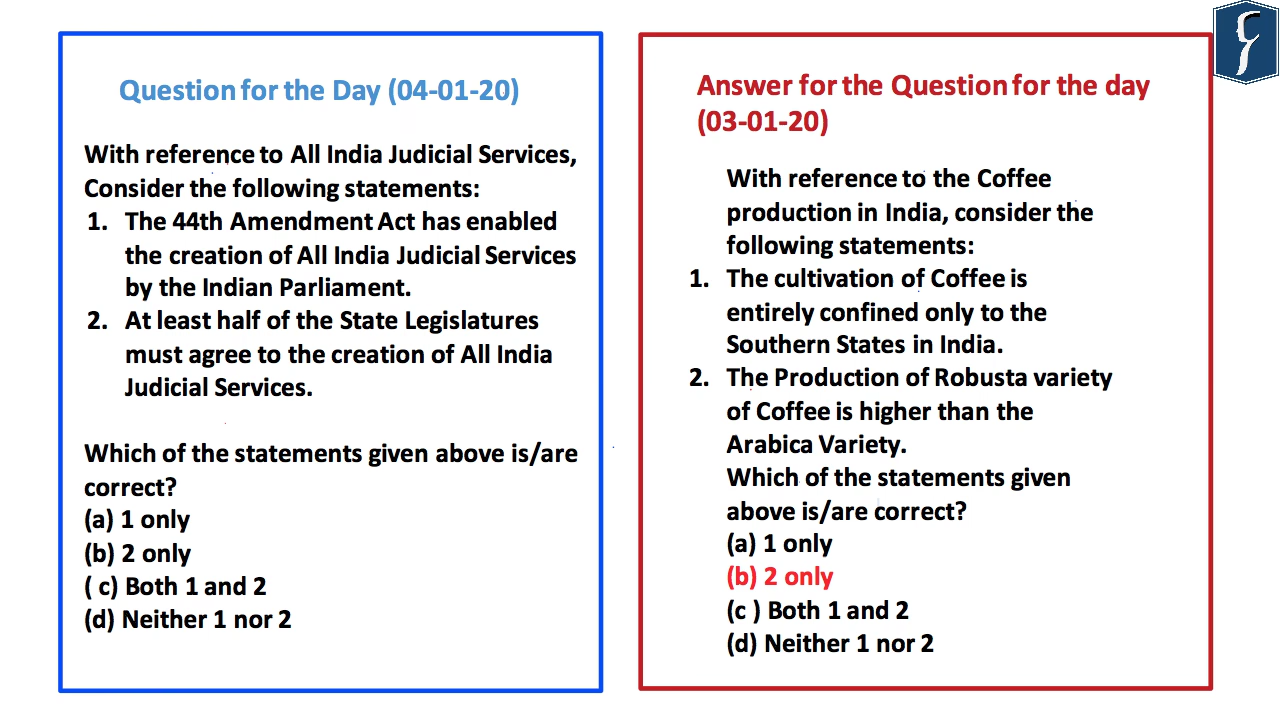 Question for the Day (04-01-20)
With reference to All India Judicial Services,
Consider the following statements:
1. The 44th Amendment Act has enabled
the creation of All India Judicial Services
by the Indian Parliament.
2. At least half of the State Legislatures
must agree to the creation of All India
Judicial Services.
Which of the statements given above is/are
correct?
(a) 1 only
(b) 2 only
( c) Both 1 and 2
(d) Neither 1 nor 2
Answer for the Question for the day
(03-01-20)
With reference to the Coffee
production in India, consider the
following statements:
1. The cultivation of Coffee is
entirely confined only to the
Southern States in India.
2. The Production of Robusta variety
of Coffee is higher than the
Arabica Variety.
Which of the statements given
above is/are correct?
(a) 1 only
(b) 2 only
(c ) Both 1 and 2
(d) Neither 1 nor 2